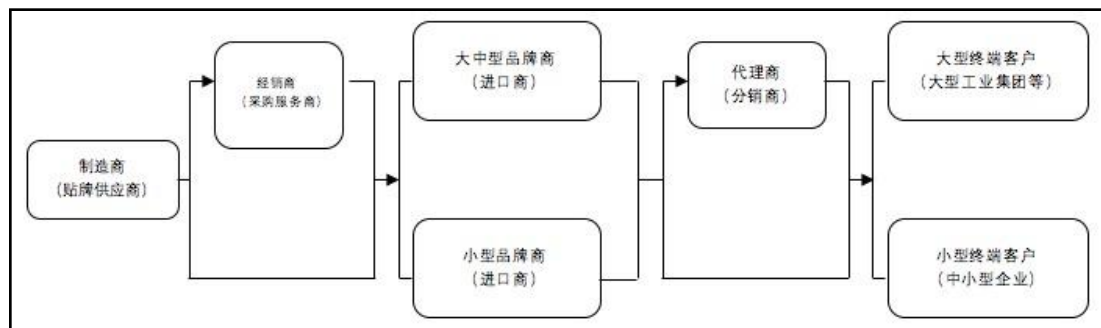 制造商
(贴牌供应商)
经销商
(采购服务商)
大中型品牌商
(进口商)
小型品牌商
(进口商)
代理商
(分销商)
大型终端客户
(大型工业集团等)
小型终端客户
(中小型企业)